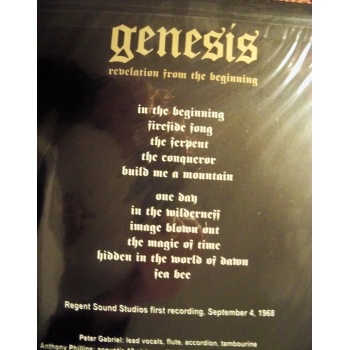 genesis
revelation from the beginning
in the beginning
fireside song
the serpent
the conqueror
build me a mountain
one day
in the wilderness
image blown out
the magic of time
hidden in the world of dawn
sea bee
Regent Sound Studios first recording, September 4, 1968
Peter Gabriel: lead vocals, flute, accordion, tambourine
Anthony Phillips: acoustic 12